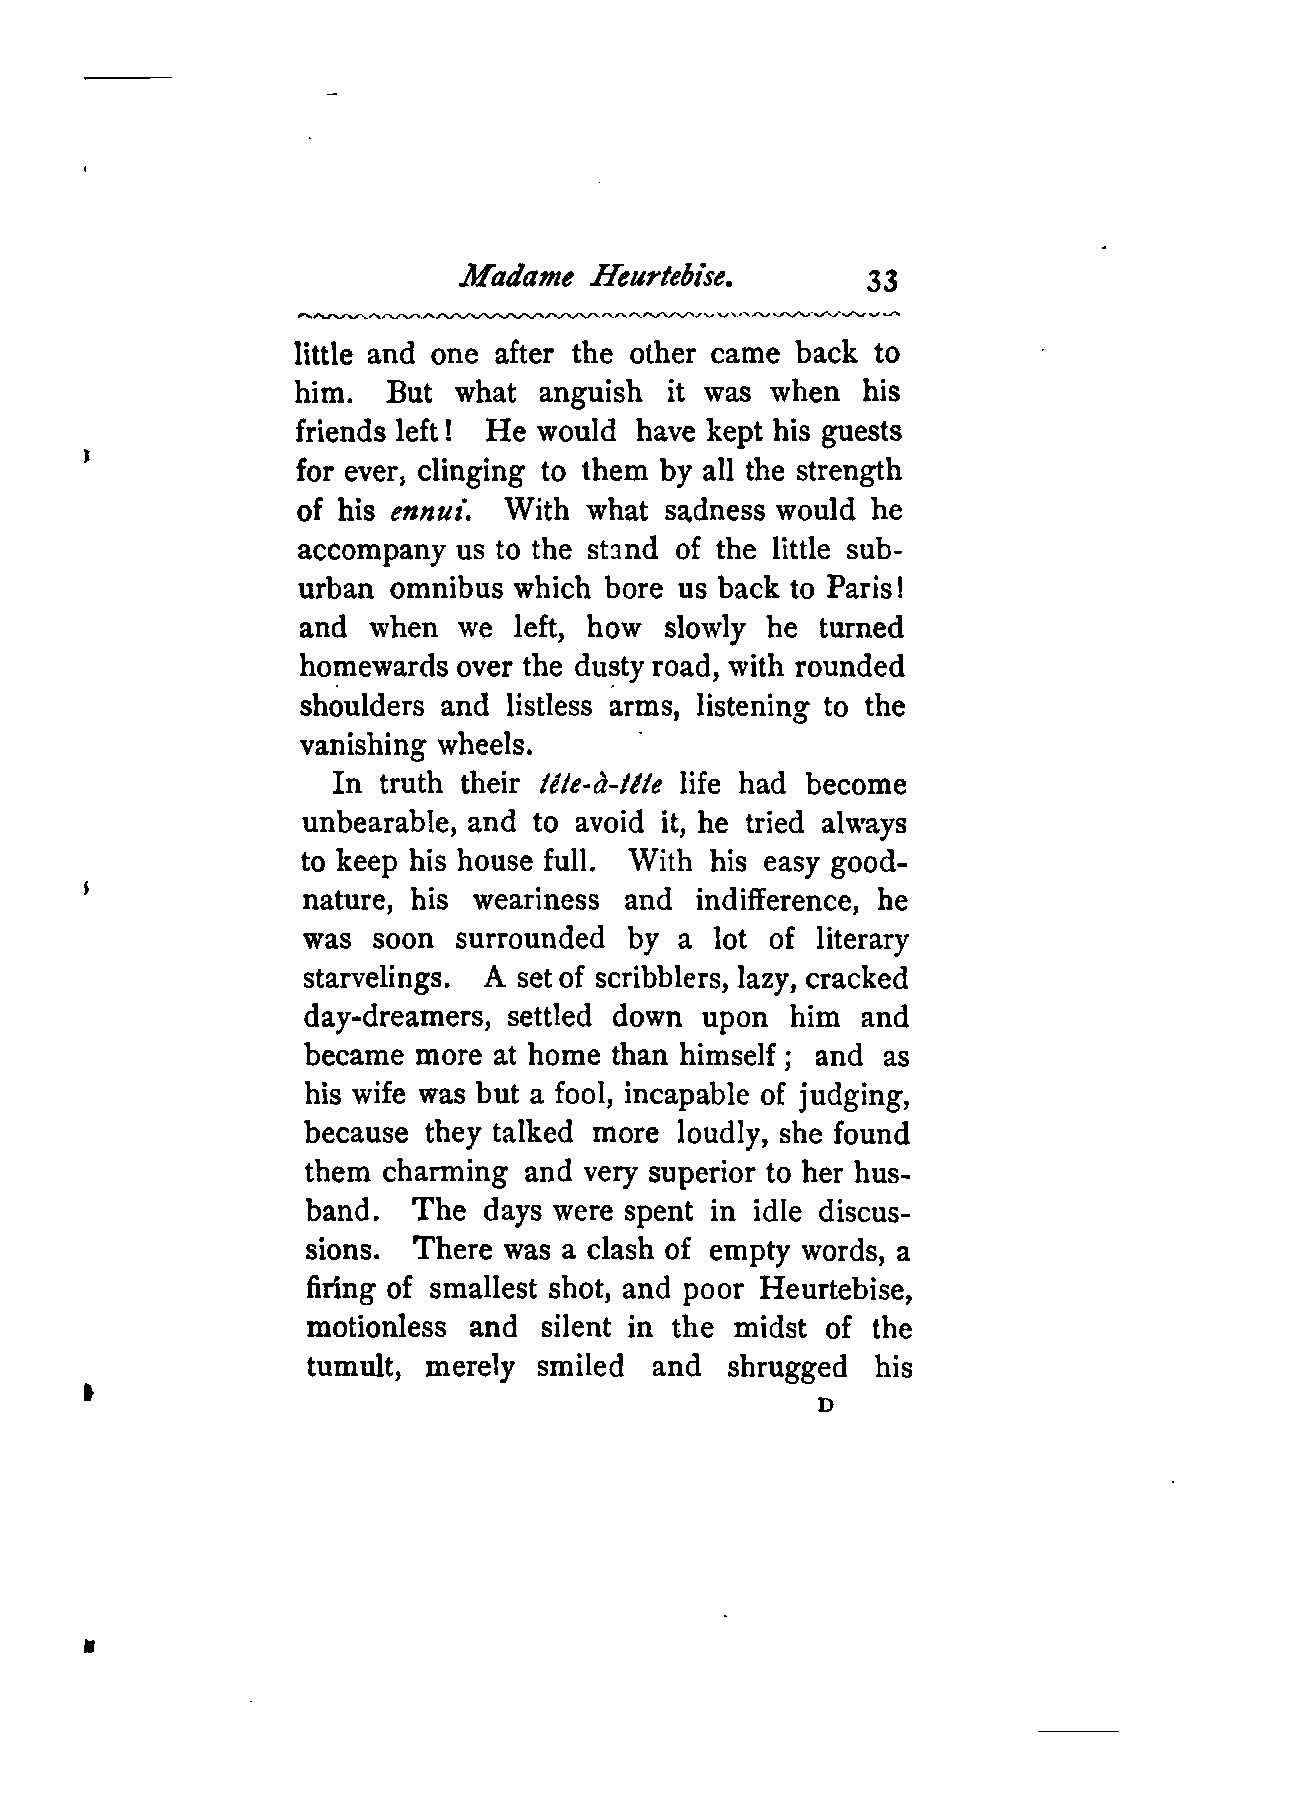 Madame Heurtebise. 33
little and one after the other came back to
him. But what anguish it was when his
friends left! He would have kept his guests
for ever, clinging to them by all the strength
of his ennui. With what sadness would he
accompany us to the stand of the little sub-
urban omnibus which bore us back to Paris!
and when we left, how slowly he turned
homewards over the dusty road, with rounded
shoulders and listless arms, listening to the
vanishing wheels.
In truth their tête-à-tête life had become
unbearable, and to avoid it, he tried always
to keep his house full. With his easy good-
nature, his weariness and indifference, he
was soon surrounded by a lot of literary
starvelings. A set of scribblers, lazy, cracked
day-dreamers, settled down upon him and
became more at home than himself; and as
his wife was but a fool, incapable of judging,
because they talked more loudly, she found
them charming and very superior to her hus-
band. The days were spent in idle discus-
sions. There was a clash of empty words, a
firing of smallest shot, and poor Heurtebise,
motionless and silent in the midst of the
tumult, merely smiled and shrugged his
D